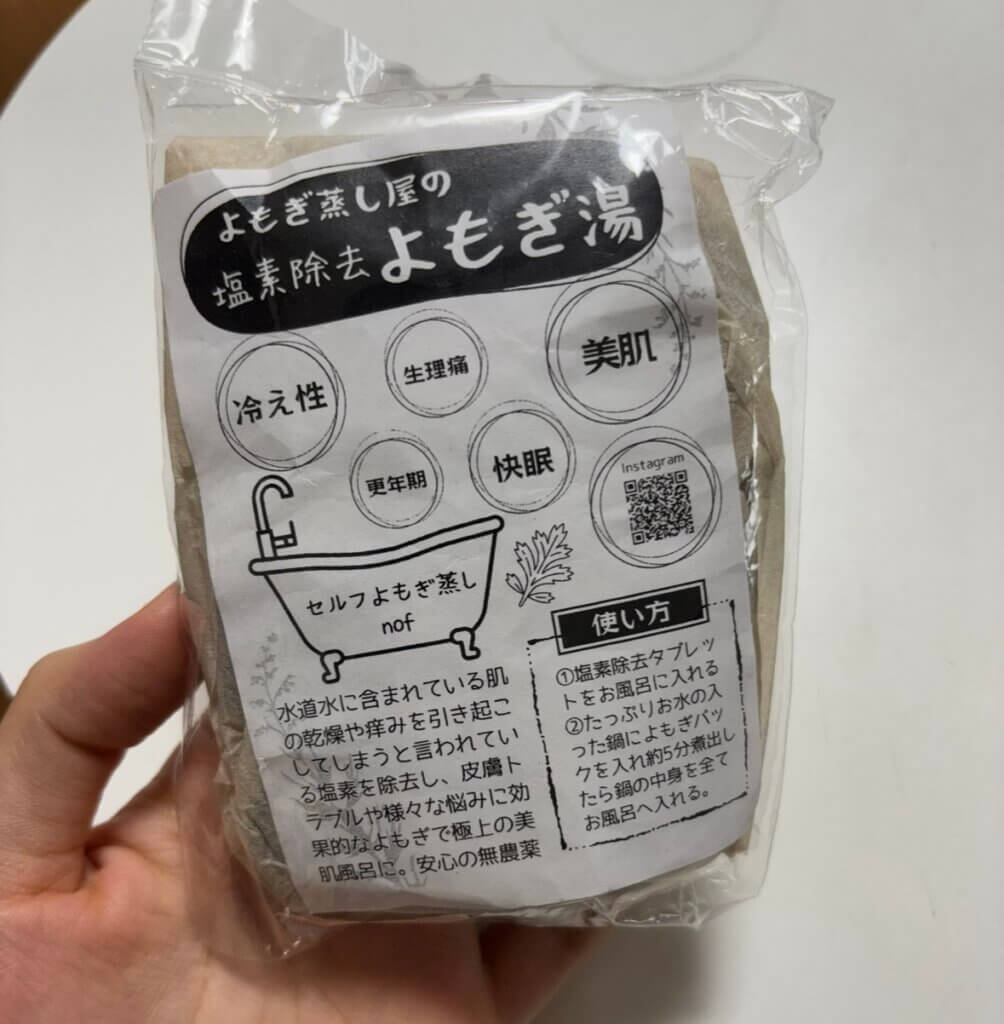 よもぎ蒸し屋の
塩素除去よもぎ湯
冷え性
生理痛
美肌
更年期
快眠
Instagram
セルフよもぎ蒸し
nof
水道水に含まれている肌
の乾燥や痒みを引き起こ
してしまうと言われてい
る塩素を除去し、皮膚ト
ラブルや様々な悩みに効
果的なよもぎで極上の美
肌風呂に。安心の無農薬
使い方
①塩素除去タブレッ
トをお風呂に入れる
②たっぷりお水の入
った鍋によもぎパッ
クを入れ約5分煮出し
たら鍋の中身を全て
お風呂へ入れる。